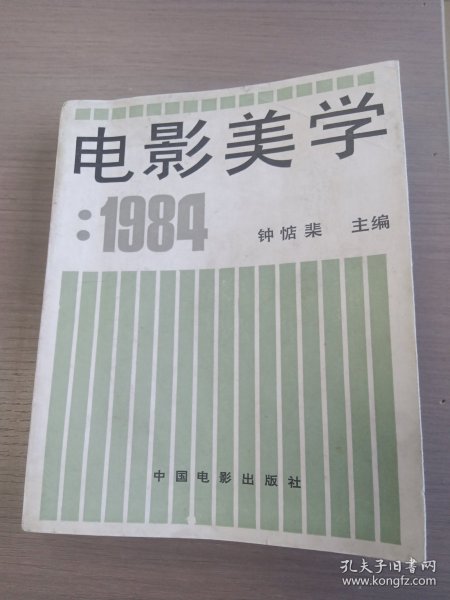 电影美学
:1984
钟惦棐 主编
中国电影出版社
孔夫子旧书网
www.kongfz.com